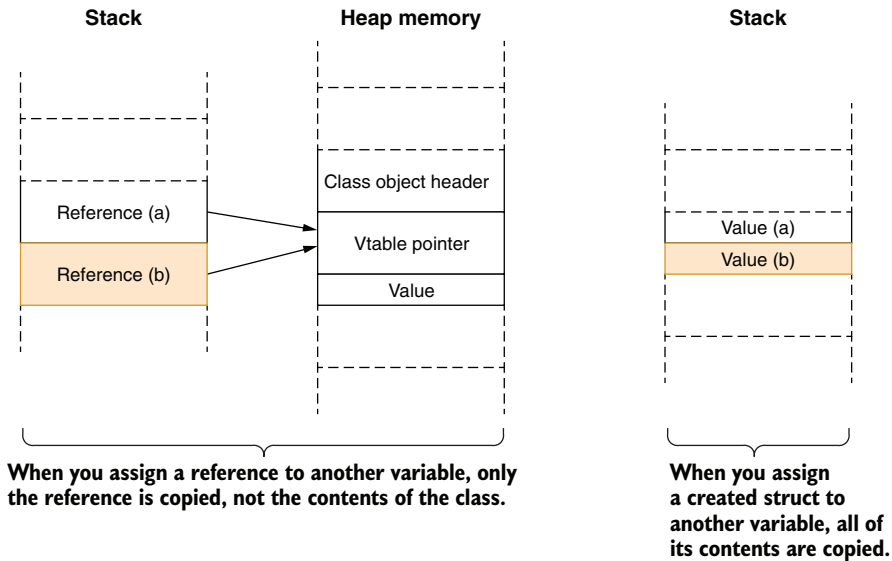 Stack
Heap memory
Stack
Class object header
Reference (a)
Vtable pointer
Reference (b)
Value
Value (a)
Value (b)
When you assign a reference to another variable, only
the reference is copied, not the contents of the class.
When you assign
a created struct to
another variable, all of
its contents are copied.